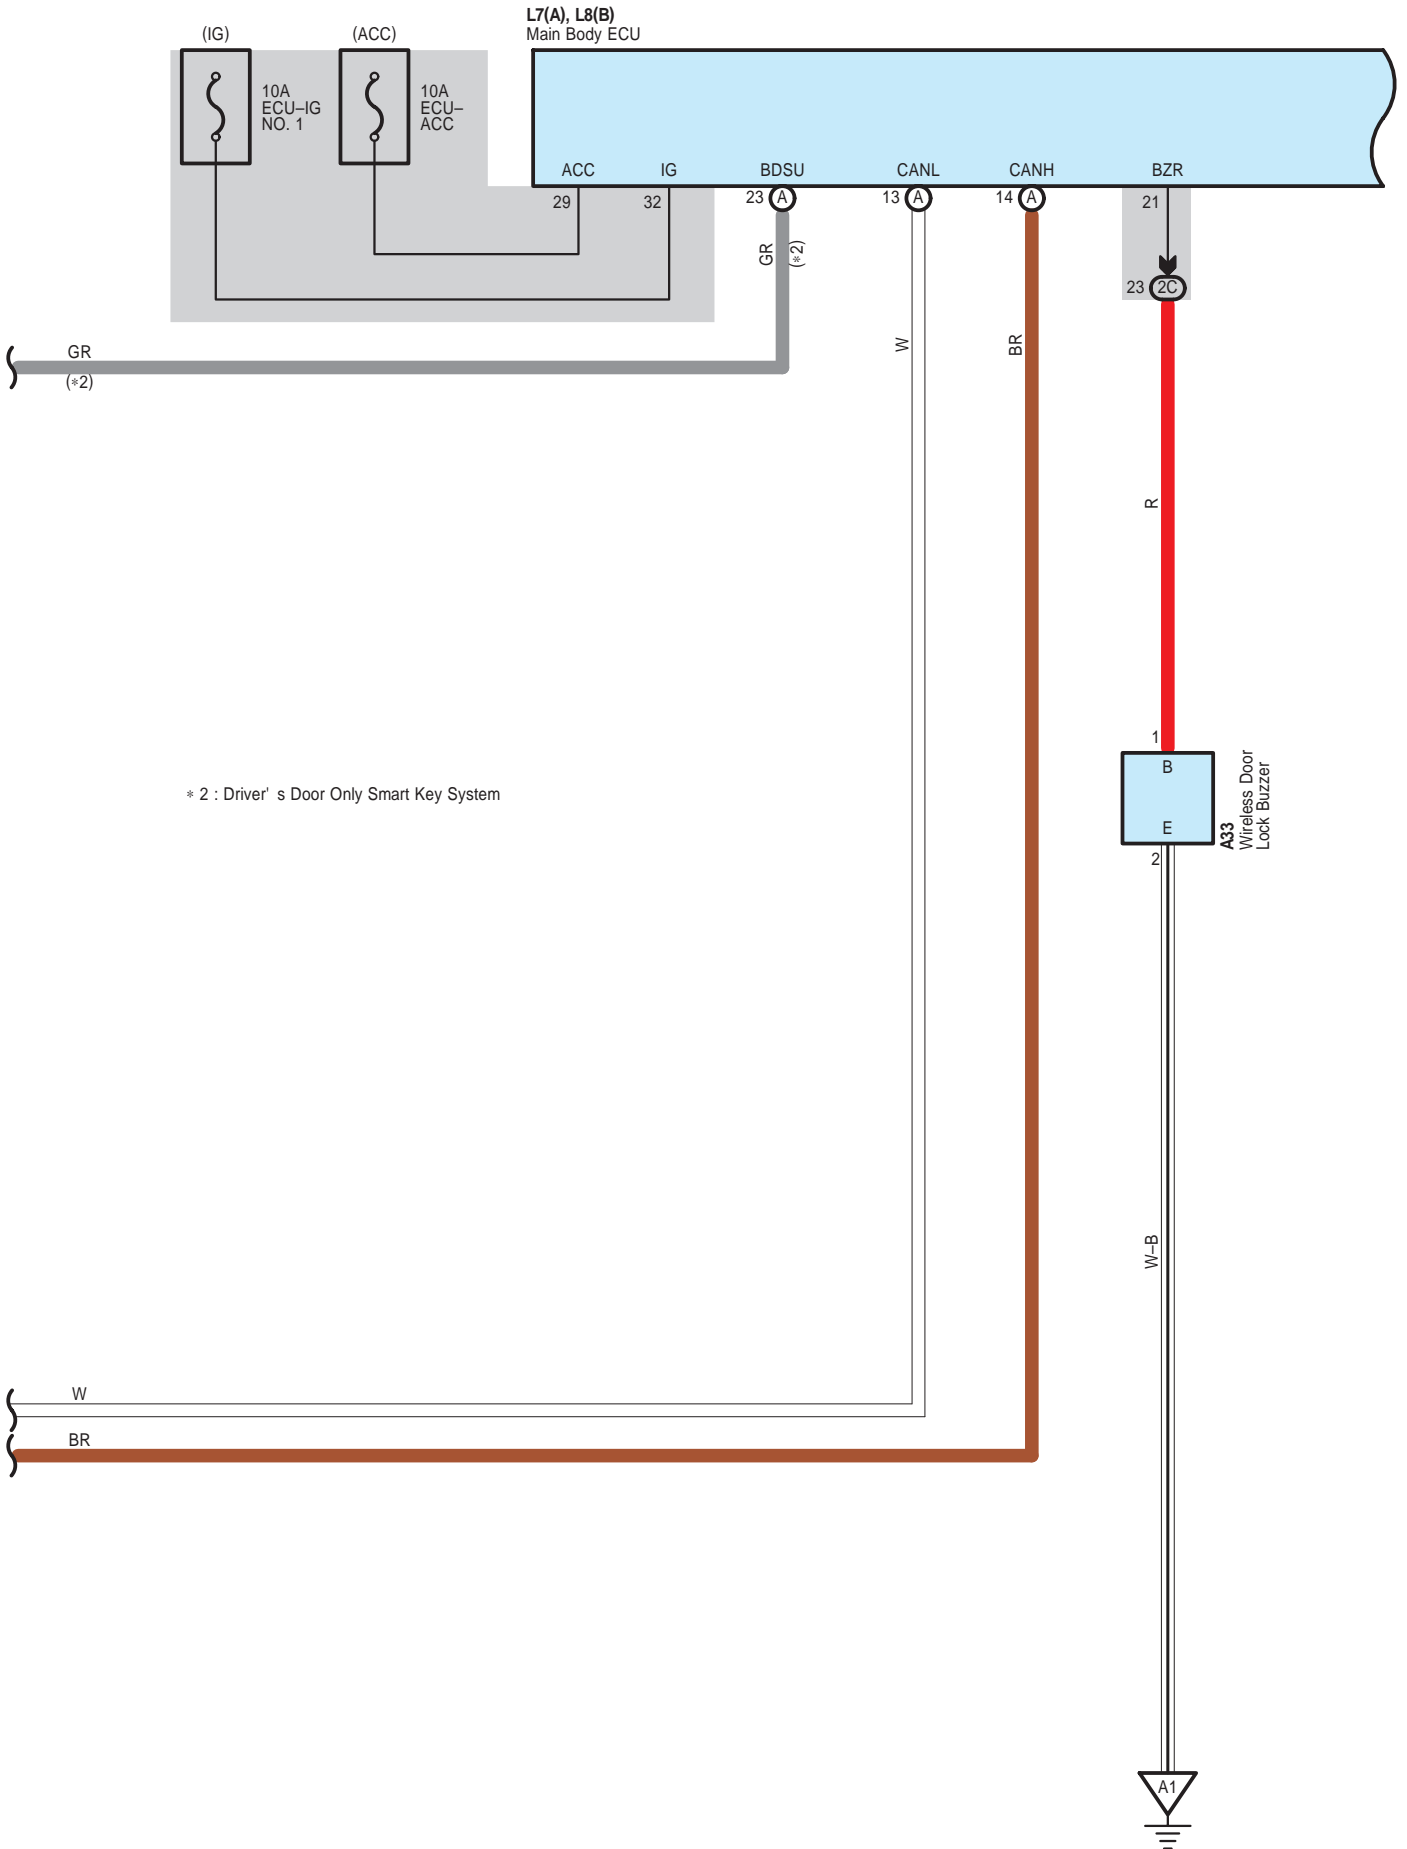 L7(A), L8(B)
Main Body ECU
(IG)
(ACC)
10A
ECU–IG
NO. 1
10A
ECU–
ACC
ACC
IG
BDSU
CANL
CANH
BZR
29
32
23 A
13 A
14 A
21
GR
(*2)
23 2C
W
BR
GR
(*2)
R
1
B
E
2
A33
Wireless Door
Lock Buzzer
* 2 : Driver' s Door Only Smart Key System
W–B
W
BR
A1